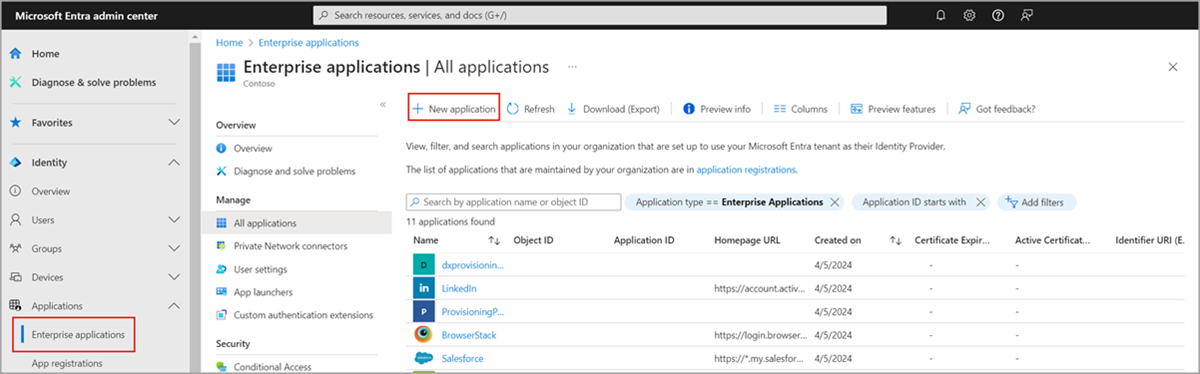 Microsoft Entra admin center
Search resources, services, and docs (G+/)
Home
Diagnose & solve problems
Favorites
Identity
Overview
Users
Groups
Devices
Applications
Enterprise applications
App registrations
Home > Enterprise applications
Enterprise applications | All applications ...
Contoso
Overview
Overview
Diagnose and solve problems
Manage
All applications
Private Network connectors
User settings
App launchers
Custom authentication extensions
Security
Conditional Access
New application Refresh Download (Export) Preview info Columns Preview features Got feedback?
View, filter, and search applications in your organization that are set up to use your Microsoft Entra tenant as their Identity Provider.
The list of applications that are maintained by your organization are in application registrations.
Search by application name or object ID Application type == Enterprise Applications Application ID starts with Add filters
11 applications found
Name Object ID Application ID Homepage URL Created on Certificate Expir... Active Certificat... Identifier URI (E.
D dxprovisionin... 4/5/2024 - -
in LinkedIn https://account.activ... 4/5/2024 - -
P ProvisioningP... 4/5/2024 - -
BrowserStack https://login.browser... 4/5/2024 - -
salesforce Salesforce https://*.my.salesfor... 4/5/2024 - -